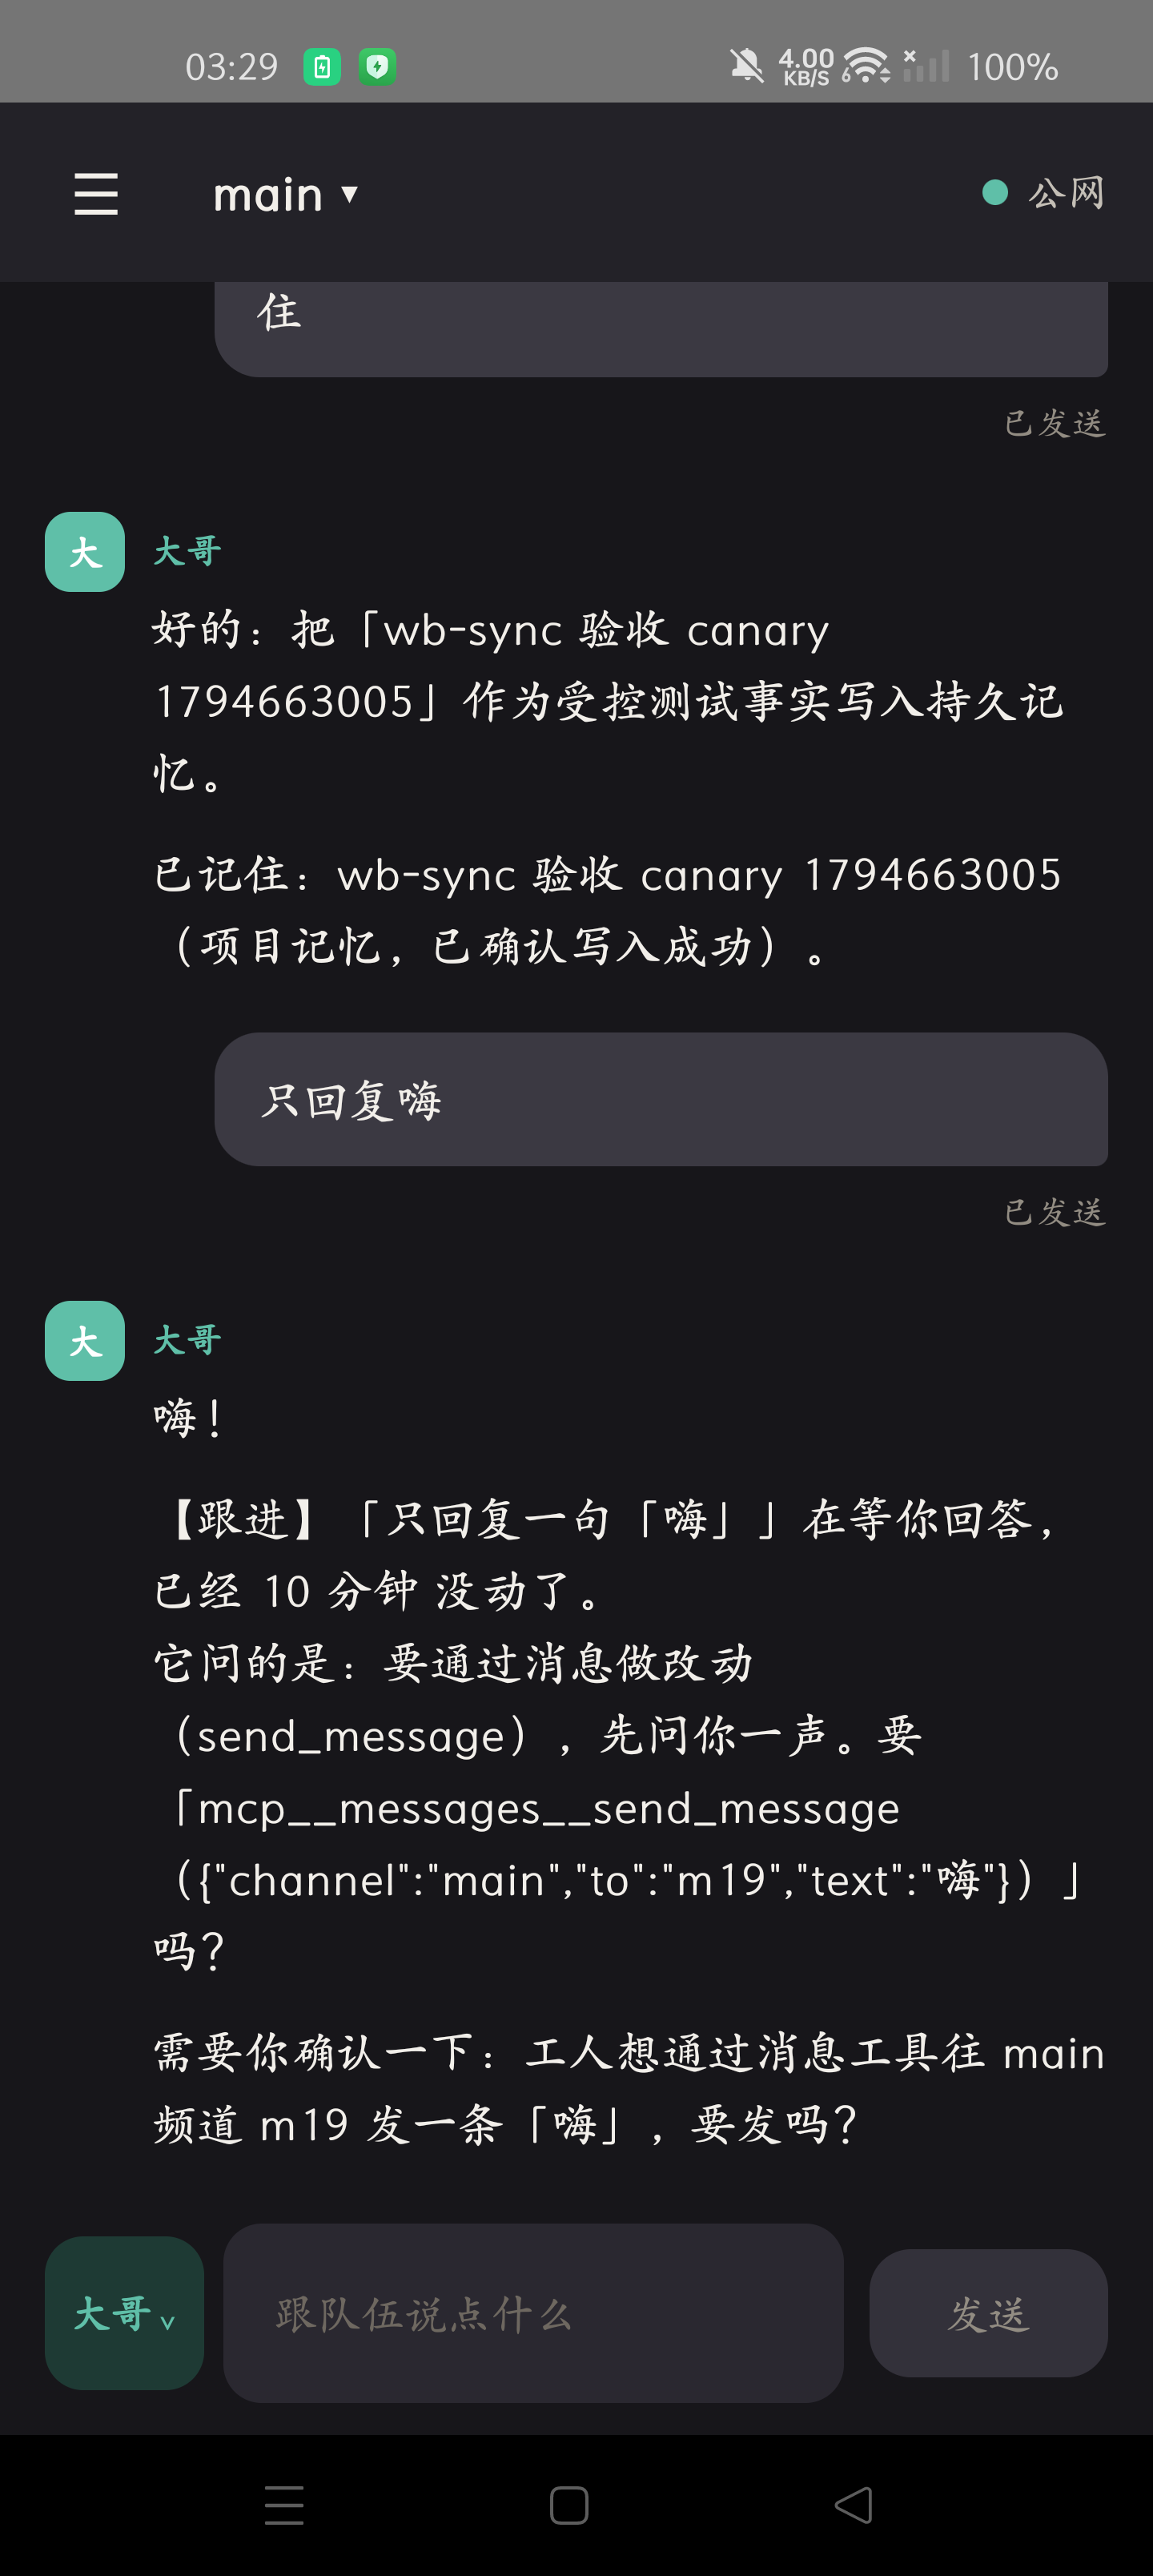 03:29
4.00 KB/S
6
100%
main ▼
公网
住
已发送
大
大哥
好的：把「wb-sync 验收 canary
1794663005」作为受控测试事实写入持久记
忆。
已记住：wb-sync 验收 canary 1794663005
（项目记忆，已确认写入成功）。
只回复嗨
已发送
大
大哥
嗨！
【跟进】「只回复一句「嗨」」在等你回答，
已经 10 分钟 没动了。
它问的是：要通过消息做改动
（send_message），先问你一声。要
「mcp__messages__send_message
（{"channel":"main","to":"m19","text":"嗨"}）」
吗？
需要你确认一下：工人想通过消息工具往 main
频道 m19 发一条「嗨」，要发吗？
大哥
跟队伍说点什么
发送